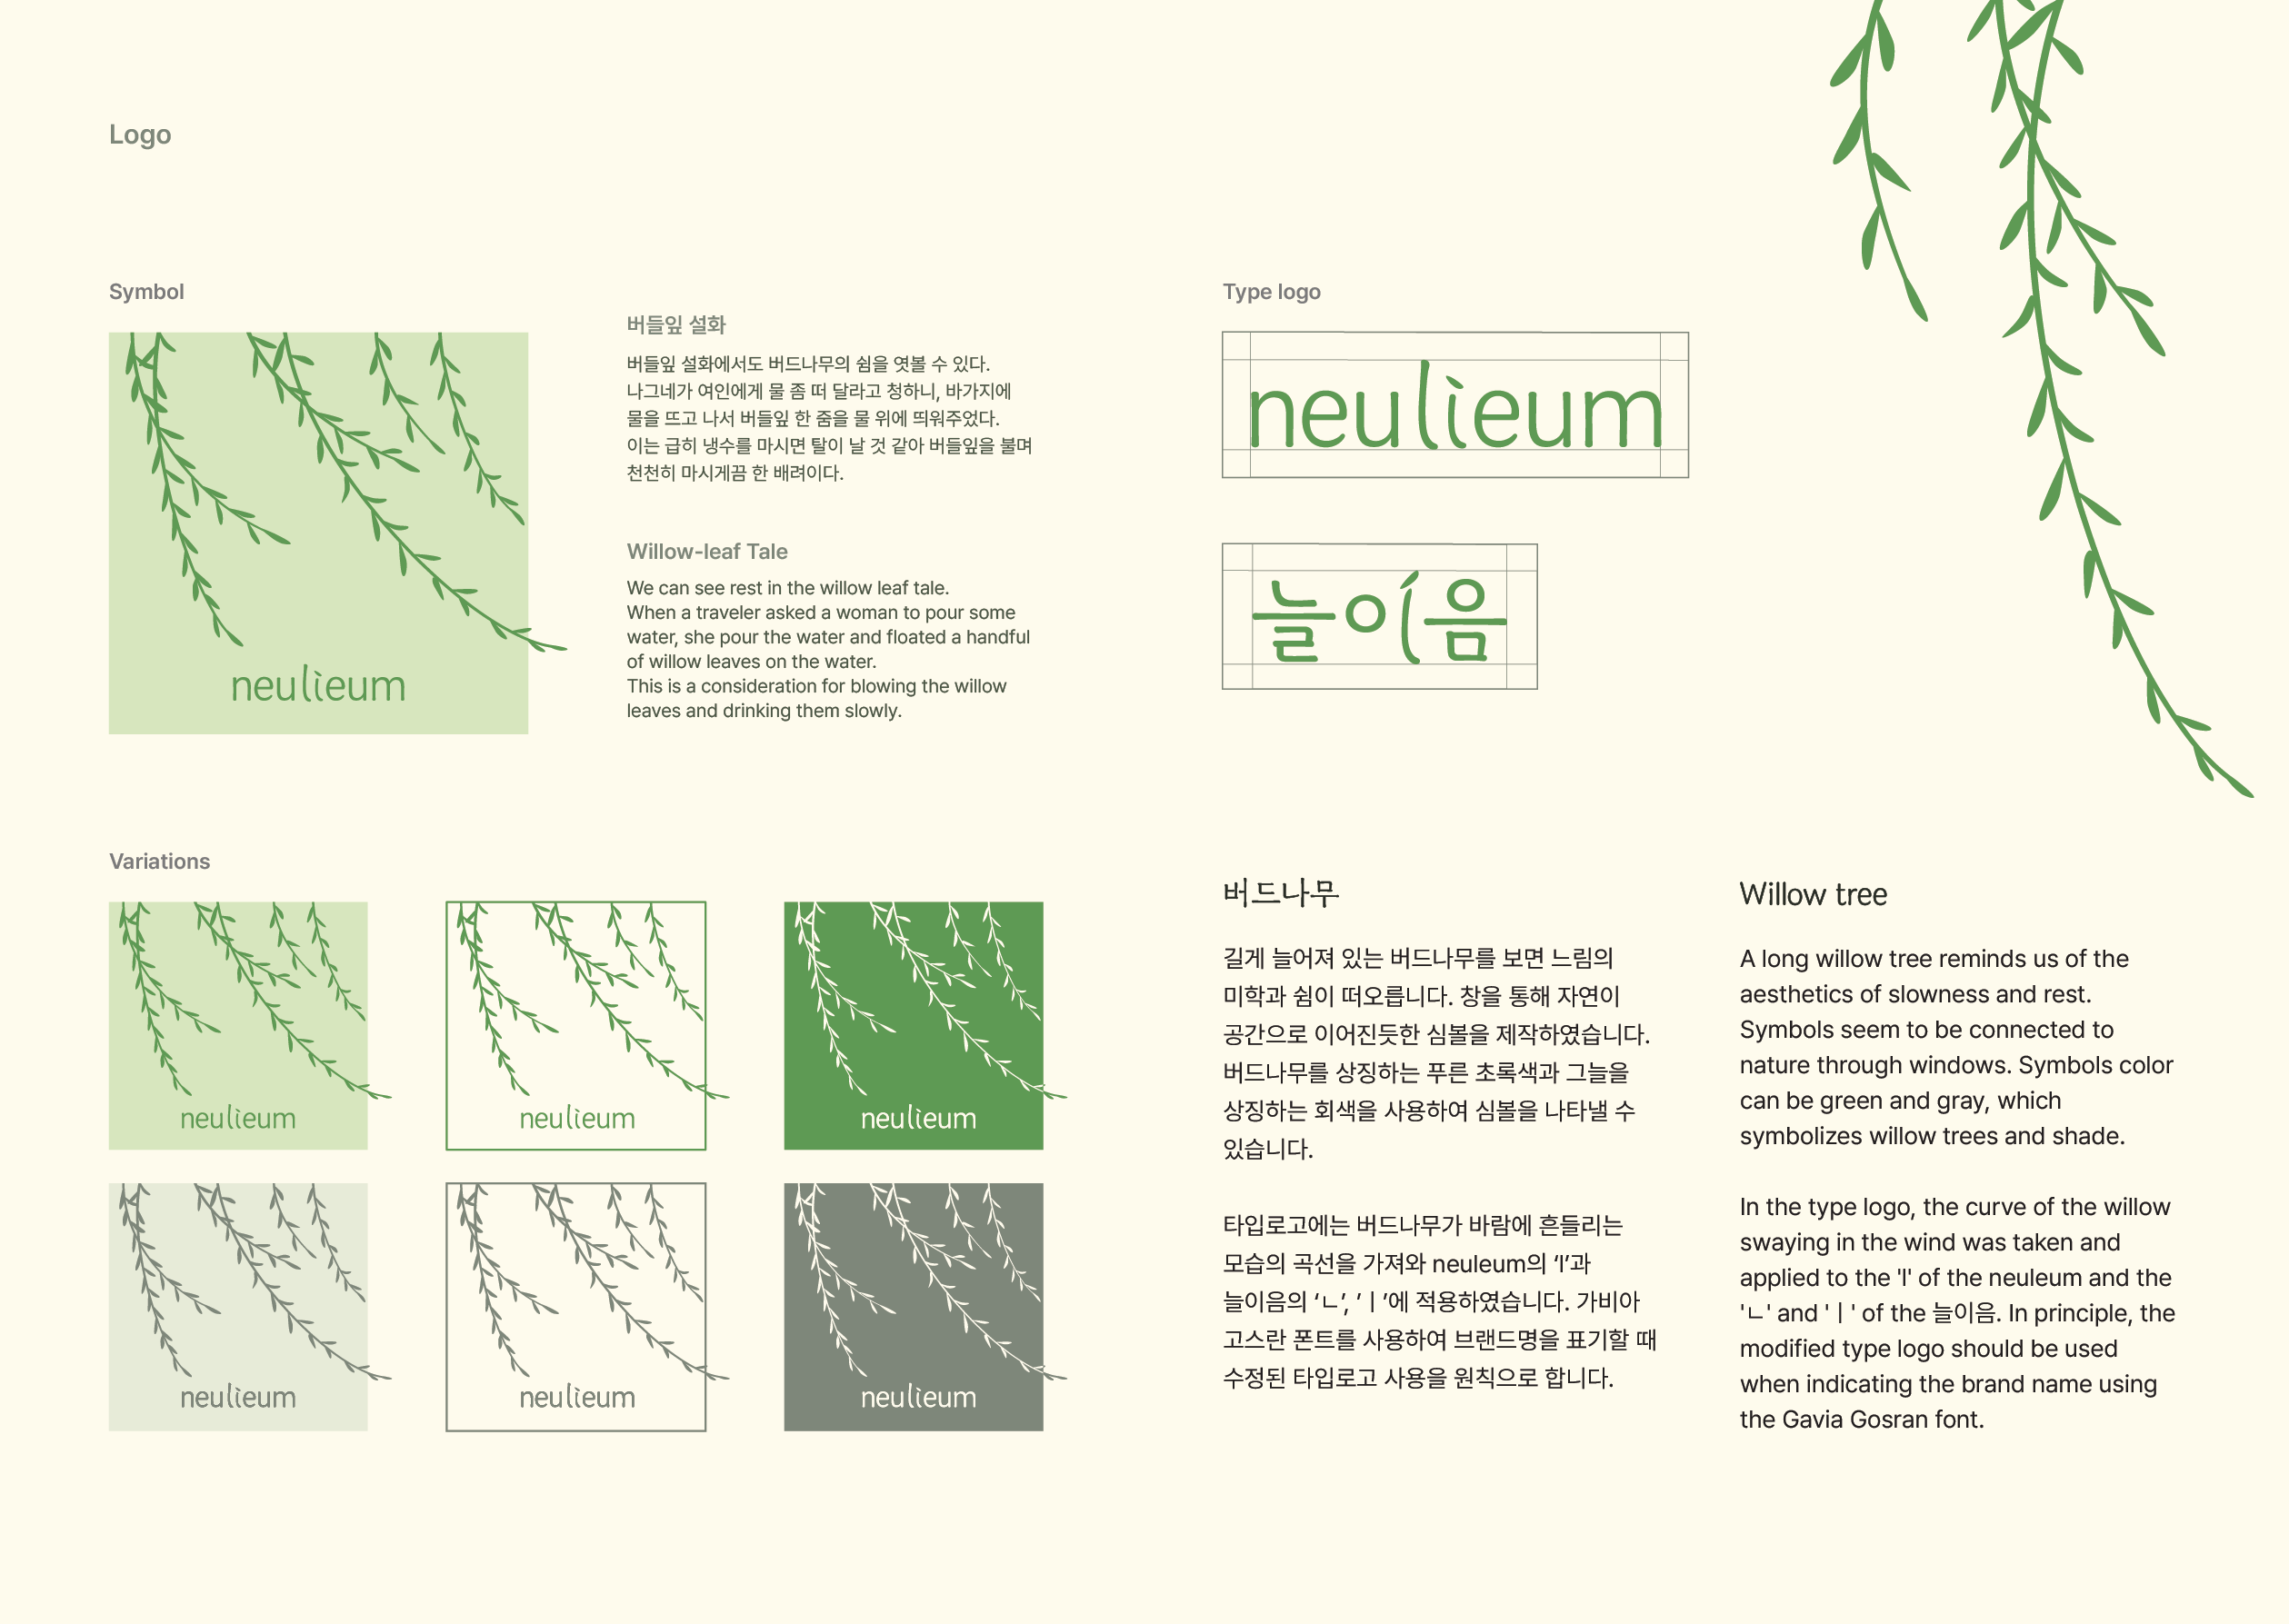 Logo
Symbol
neulieum
버들잎 설화
버들잎 설화에서도 버드나무의 쉼을 엿볼 수 있다.
나그네가 여인에게 물 좀 떠 달라고 청하니, 바가지에
물을 뜨고 나서 버들잎 한 줌을 물 위에 띄워주었다.
이는 급히 냉수를 마시면 탈이 날 것 같아 버들잎을 불며
천천히 마시게끔 한 배려이다.
Willow-leaf Tale
We can see rest in the willow leaf tale.
When a traveler asked a woman to pour some
water, she pour the water and floated a handful
of willow leaves on the water.
This is a consideration for blowing the willow
leaves and drinking them slowly.
Type logo
neulieum
늘이음
Variations
neulieum
neulieum
neulieum
neulieum
neulieum
neulieum
버드나무
길게 늘어져 있는 버드나무를 보면 느림의
미학과 쉼이 떠오릅니다. 창을 통해 자연이
공간으로 이어진듯한 심볼을 제작하였습니다.
버드나무를 상징하는 푸른 초록색과 그늘을
상징하는 회색을 사용하여 심볼을 나타낼 수
있습니다.
타입로고에는 버드나무가 바람에 흔들리는
모습의 곡선을 가져와 neuleum의 ‘l’과
늘이음의 ‘ㄴ’, ’ㅣ’에 적용하였습니다. 가비아
고스란 폰트를 사용하여 브랜드명을 표기할 때
수정된 타입로고 사용을 원칙으로 합니다.
Willow tree
A long willow tree reminds us of the
aesthetics of slowness and rest.
Symbols seem to be connected to
nature through windows. Symbols color
can be green and gray, which
symbolizes willow trees and shade.
In the type logo, the curve of the willow
swaying in the wind was taken and
applied to the 'l' of the neuleum and the
'ㄴ' and 'ㅣ' of the 늘이음. In principle, the
modified type logo should be used
when indicating the brand name using
the Gavia Gosran font.